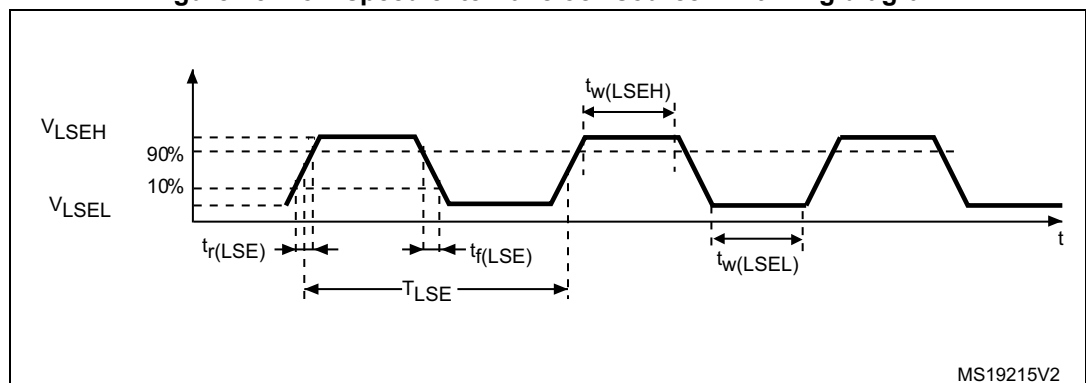 tw(LSEH)
VLSEH
90%
10%
VLSEL
tr(LSE)
tf(LSE)
tw(LSEL)
t
TLSE
MS19215V2